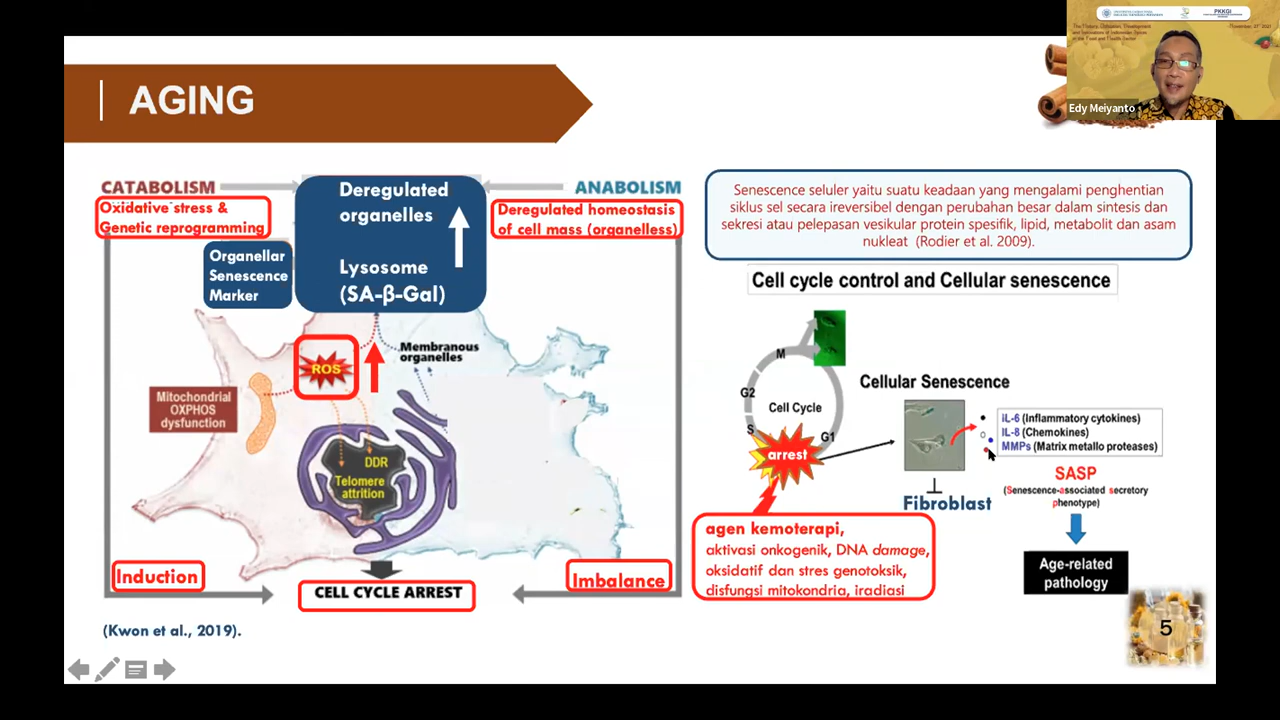 AGING
CATABOLISM
Oxidative stress &
Genetic reprogramming
Organellar
Senescence
Marker
Deregulated
organelles
Lysosome
(SA-β-Gal)
ANABOLISM
Deregulated homeostasis
of cell mass (organelless)
ROS
Membranous
organelles
Mitochondrial
OXPHOS
dysfunction
DDR
Telomere
attrition
Induction
CELL CYCLE ARREST
Imbalance
(Kwon et al., 2019).
Senescence seluler yaitu suatu keadaan yang mengalami penghentian
siklus sel secara ireversibel dengan perubahan besar dalam sintesis dan
sekresi atau pelepasan vesikular protein spesifik, lipid, metabolit dan asam
nukleat (Rodier et al. 2009).
Cell cycle control and Cellular senescence
M
G2
Cell Cycle
S
G1
arrest
Cellular Senescence
iL-6 (Inflammatory cytokines)
IL-8 (Chemokines)
MMPs (Matrix metallo proteases)
Fibroblast
SASP
(Senescence-associated secretory
phenotype)
Age-related
pathology
agen kemoterapi,
aktivasi onkogenik, DNA damage,
oksidatif dan stres genotoksik,
disfungsi mitokondria, iradiasi
5
PKKGI
Edy Meiyanto